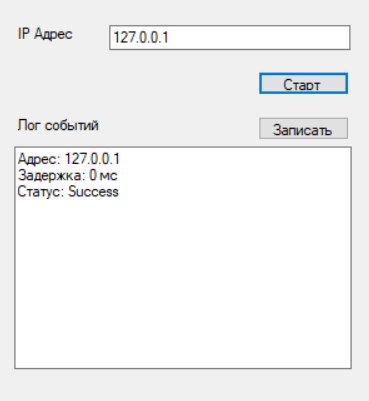 IP Адрес
127.0.0.1
Старт
Лог событий
Записать
Адрес: 127.0.0.1
Задержка: 0 мс
Статус: Success